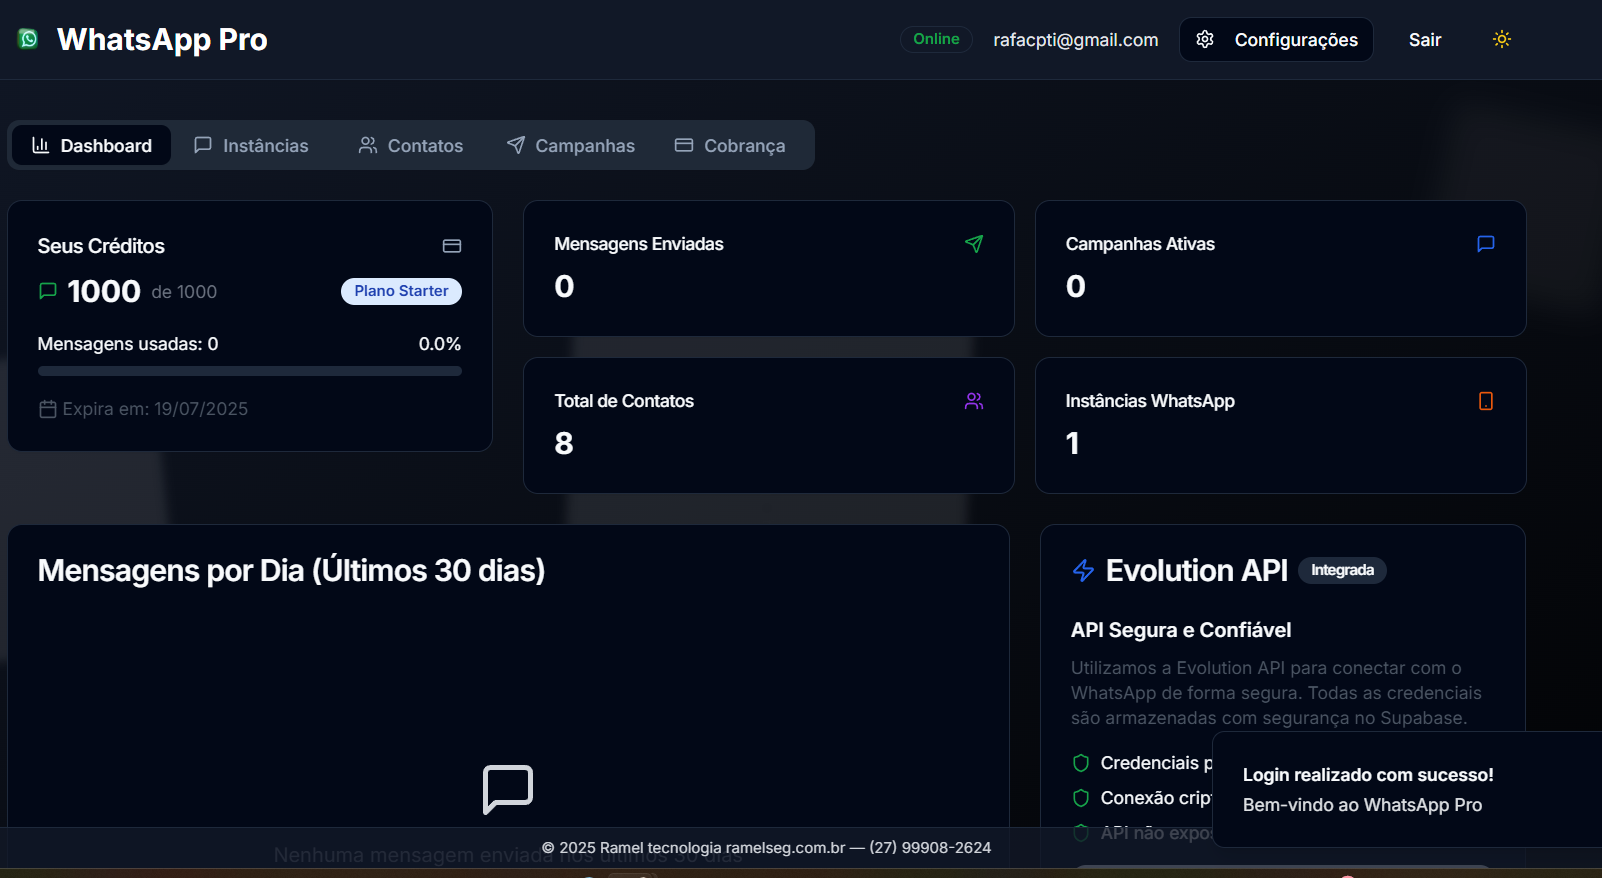 WhatsApp Pro
Online
rafacpti@gmail.com
Configurações
Sair
Dashboard
Instâncias
Contatos
Campanhas
Cobrança
Seus Créditos
1000 de 1000
Plano Starter
Mensagens usadas: 0
0.0%
Expira em: 19/07/2025
Mensagens Enviadas
0
Campanhas Ativas
0
Total de Contatos
8
Instâncias WhatsApp
1
Mensagens por Dia (Últimos 30 dias)
Nenhuma mensagem enviada nos últimos 30 dias
Evolution API
Integrada
API Segura e Confiável
Utilizamos a Evolution API para conectar com o
WhatsApp de forma segura. Todas as credenciais
são armazenadas com segurança no Supabase.
Credenciais p
Conexão crip
API não expos
Login realizado com sucesso!
Bem-vindo ao WhatsApp Pro
© 2025 Ramel tecnologia ramelseg.com.br — (27) 99908-2624